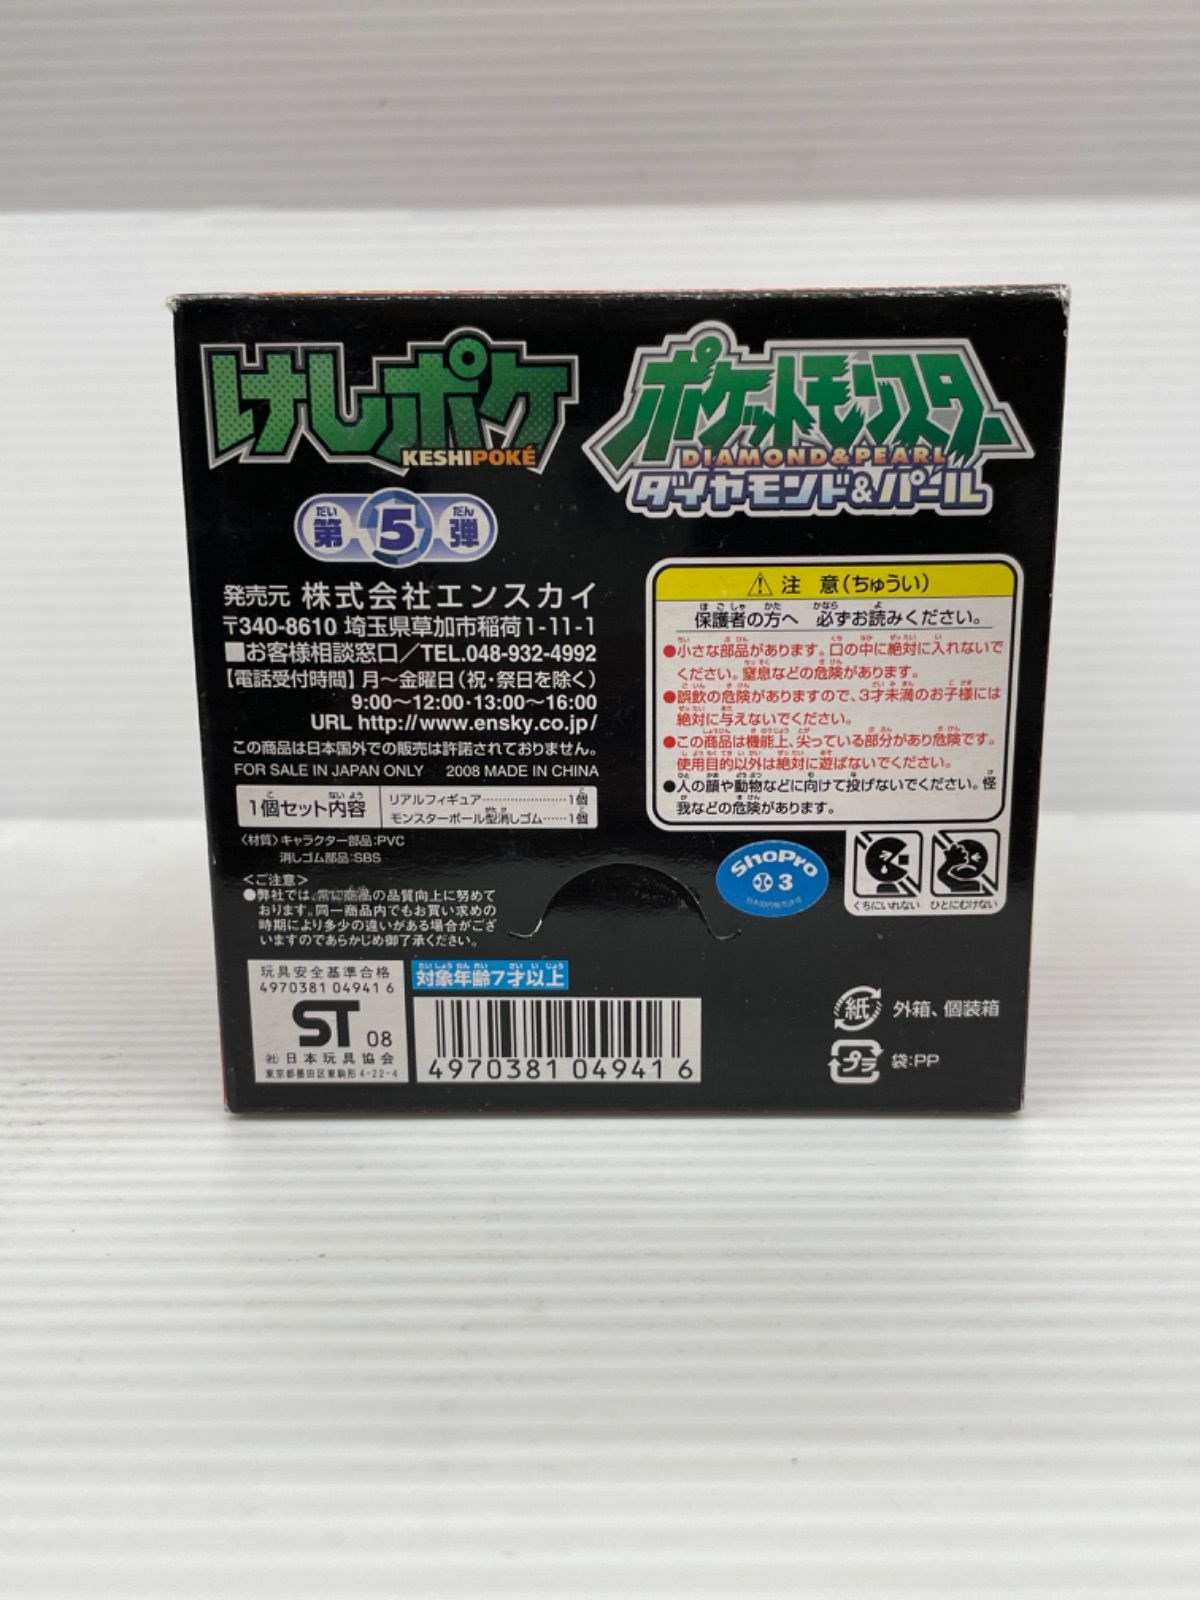 けしポケ
KESHIPOKÉ
第5弾
だい
だん
ポケットモンスター
DIAMOND&PEARL
ダイヤモンド&パール
発売元 株式会社エンスカイ
〒340-8610 埼玉県草加市稲荷1-11-1
■お客様相談窓口/TEL.048-932-4992
【電話受付時間】月～金曜日(祝・祭日を除く)
9:00～12:00・13:00～16:00
URL http://www.ensky.co.jp/
この商品は日本国外での販売は許諾されておりません。
FOR SALE IN JAPAN ONLY 2008 MADE IN CHINA
1個セット内容
リアルフィギュア……………………1個
モンスターボール型消しゴム……1個
〈材質〉キャラクター部品:PVC
消しゴム部品:SBS
＜ご注意＞
●弊社では、常に商品の品質向上に努めて
おります。同一商品内でもお買い求めの
時期により多少の違いがある場合がござ
いますのであらかじめ御了承ください。
⚠注 意(ちゅうい)
保護者の方へ 必ずお読みください。
●小さな部品があります。口の中に絶対に入れないで
ください。窒息などの危険があります。
●誤飲の危険がありますので、3才未満のお子様には
絶対に与えないでください。
●この商品は機能上、尖っている部分があり危険です。
使用目的以外は絶対に遊ばないでください。
●人の顔や動物などに向けて投げないでください。怪
我などの危険があります。
ShoPro
3
くちにいれない
ひとにむけない
玩具安全基準合格
4970381 04941 6
ST 08
㈳日本玩具協会
東京都墨田区東駒形4-22-4
対象年齢7才以上
4970381 049416
紙 外箱、個装箱
プラ 袋:PP